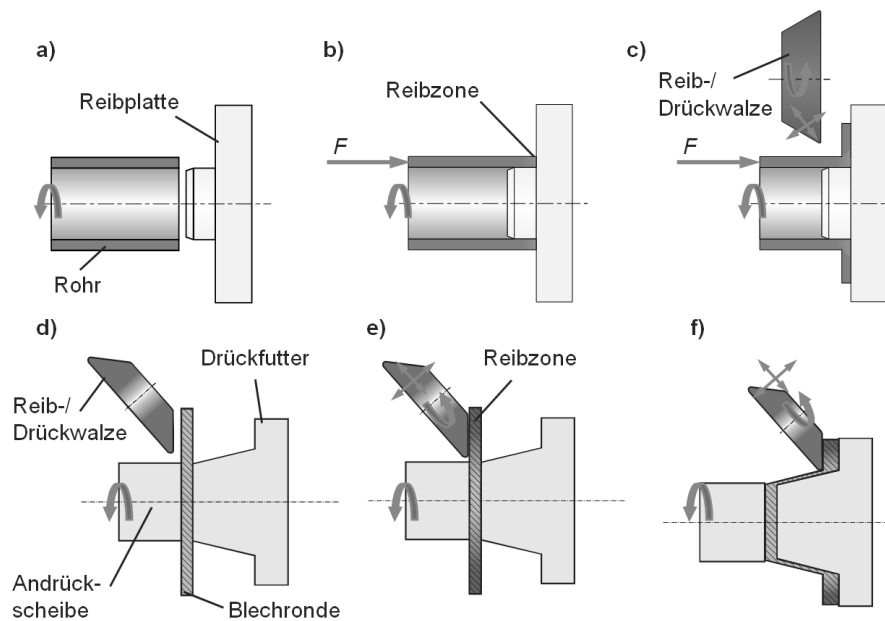 a)
Reibplatte
Rohr
b)
Reibzone
F
c)
Reib-/
Drückwalze
F
d)
Drückfutter
Reib-/
Drückwalze
Andrück-
scheibe
Blechronde
e)
Reibzone
f)